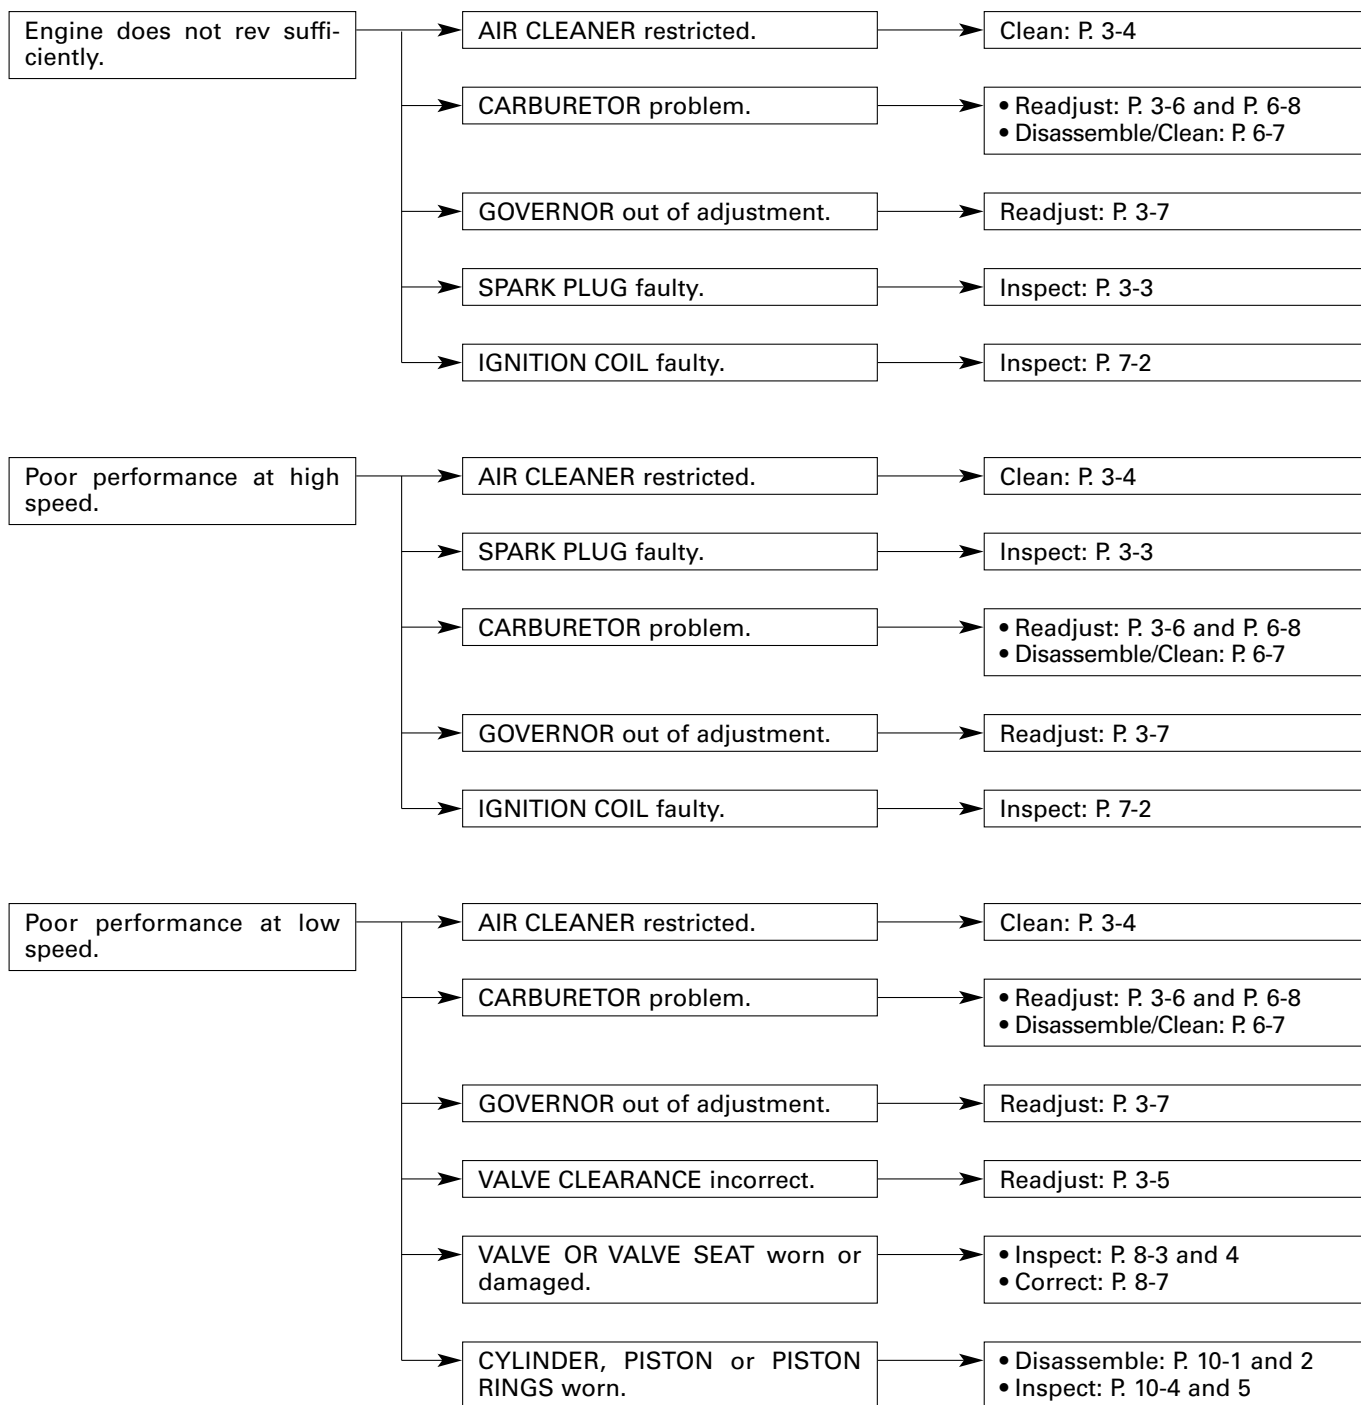 Engine does not rev suffi-
ciently.
AIR CLEANER restricted.
Clean: P. 3-4
CARBURETOR problem.
• Readjust: P. 3-6 and P. 6-8
• Disassemble/Clean: P. 6-7
GOVERNOR out of adjustment.
Readjust: P. 3-7
SPARK PLUG faulty.
Inspect: P. 3-3
IGNITION COIL faulty.
Inspect: P. 7-2
Poor performance at high
speed.
AIR CLEANER restricted.
Clean: P. 3-4
SPARK PLUG faulty.
Inspect: P. 3-3
CARBURETOR problem.
• Readjust: P. 3-6 and P. 6-8
• Disassemble/Clean: P. 6-7
GOVERNOR out of adjustment.
Readjust: P. 3-7
IGNITION COIL faulty.
Inspect: P. 7-2
Poor performance at low
speed.
AIR CLEANER restricted.
Clean: P. 3-4
CARBURETOR problem.
• Readjust: P. 3-6 and P. 6-8
• Disassemble/Clean: P. 6-7
GOVERNOR out of adjustment.
Readjust: P. 3-7
VALVE CLEARANCE incorrect.
Readjust: P. 3-5
VALVE OR VALVE SEAT worn or
damaged.
• Inspect: P. 8-3 and 4
• Correct: P. 8-7
CYLINDER, PISTON or PISTON
RINGS worn.
• Disassemble: P. 10-1 and 2
• Inspect: P. 10-4 and 5